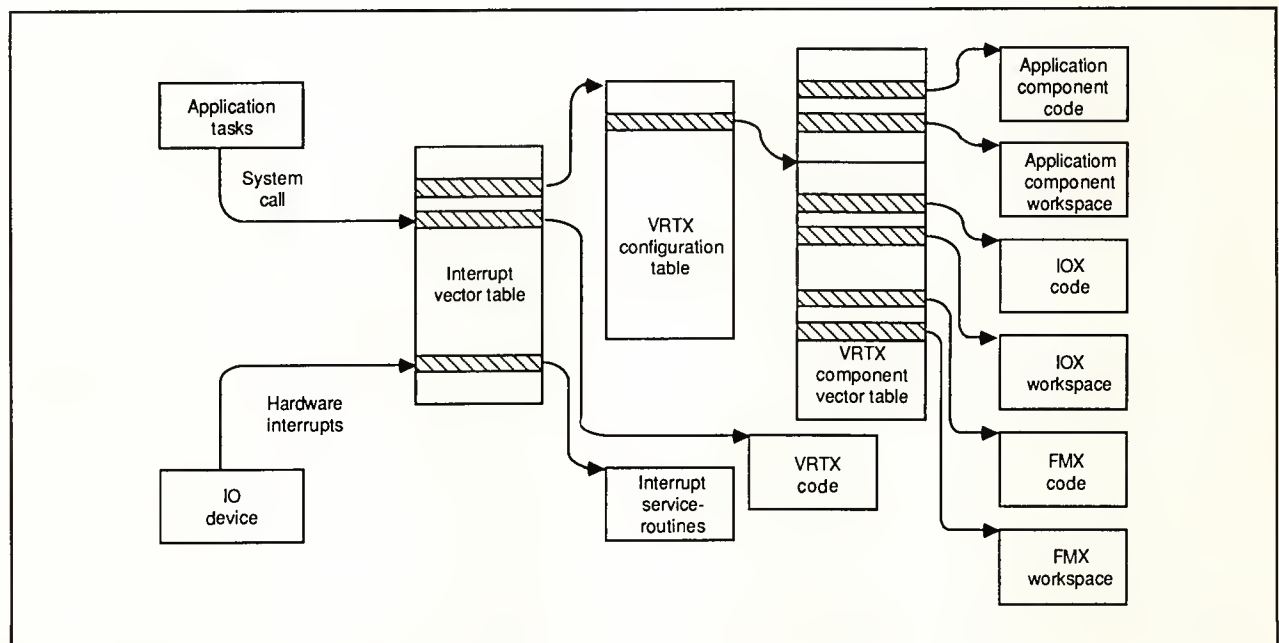 Application
tasks
System
call
Interrupt
vector table
Hardware
interrupts
IO
device
VRTX
configuration
table
Interrupt
service-
routines
VRTX
code
VRTX
component
vector table
Application
component
code
Applicatiom
component
workspace
IOX
code
IOX
workspace
FMX
code
FMX
workspace